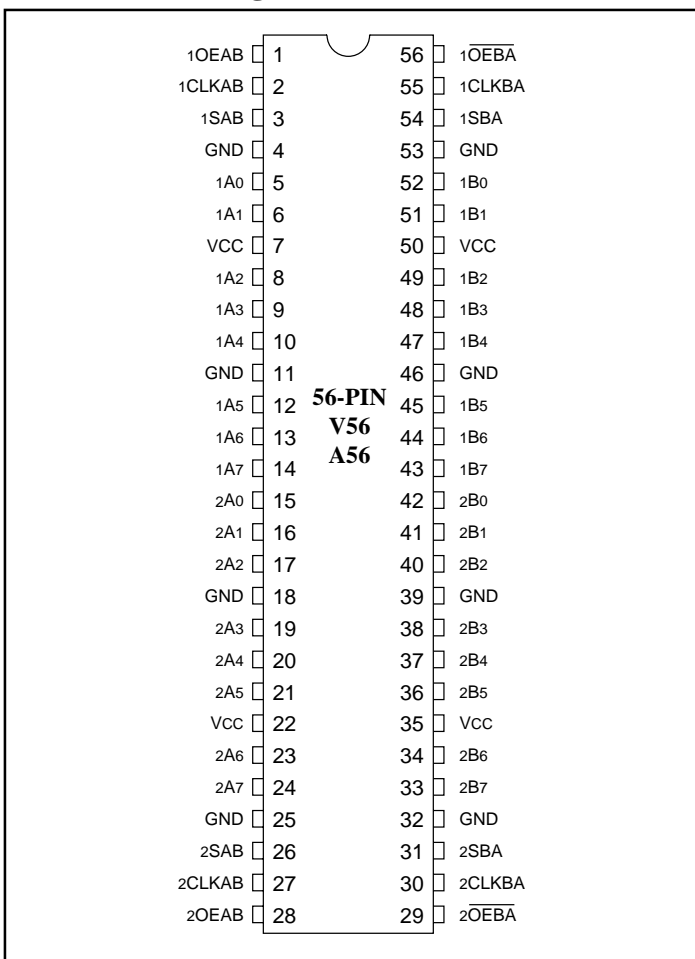 1OEAB 1 56 1O̅E̅B̅A̅
1CLKAB 2 55 1CLKBA
1SAB 3 54 1SBA
GND 4 53 GND
1A0 5 52 1B0
1A1 6 51 1B1
VCC 7 50 VCC
1A2 8 49 1B2
1A3 9 48 1B3
1A4 10 47 1B4
GND 11 46 GND
1A5 12 56-PIN 45 1B5
V56
1A6 13 44 1B6
A56
1A7 14 43 1B7
2A0 15 42 2B0
2A1 16 41 2B1
2A2 17 40 2B2
GND 18 39 GND
2A3 19 38 2B3
2A4 20 37 2B4
2A5 21 36 2B5
VCC 22 35 VCC
2A6 23 34 2B6
2A7 24 33 2B7
GND 25 32 GND
2SAB 26 31 2SBA
2CLKAB 27 30 2CLKBA
2OEAB 28 29 2O̅E̅B̅A̅